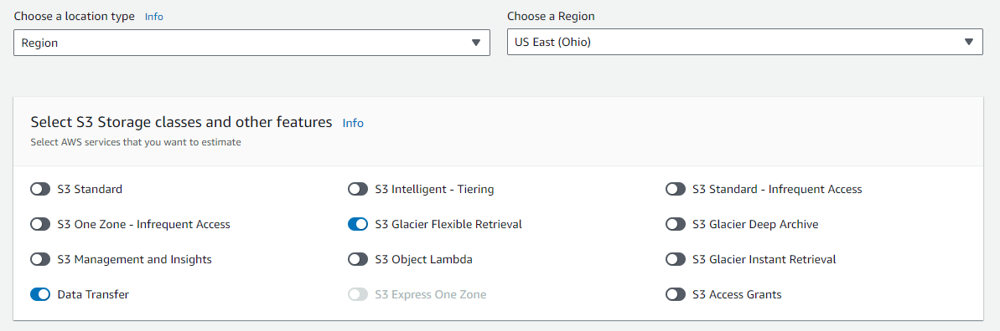 Choose a location type Info
Choose a Region
Region
US East (Ohio)
Select S3 Storage classes and other features Info
Select AWS services that you want to estimate
S3 Standard
S3 Intelligent - Tiering
S3 Standard - Infrequent Access
S3 One Zone - Infrequent Access
S3 Glacier Flexible Retrieval
S3 Glacier Deep Archive
S3 Management and Insights
S3 Object Lambda
S3 Glacier Instant Retrieval
Data Transfer
S3 Express One Zone
S3 Access Grants